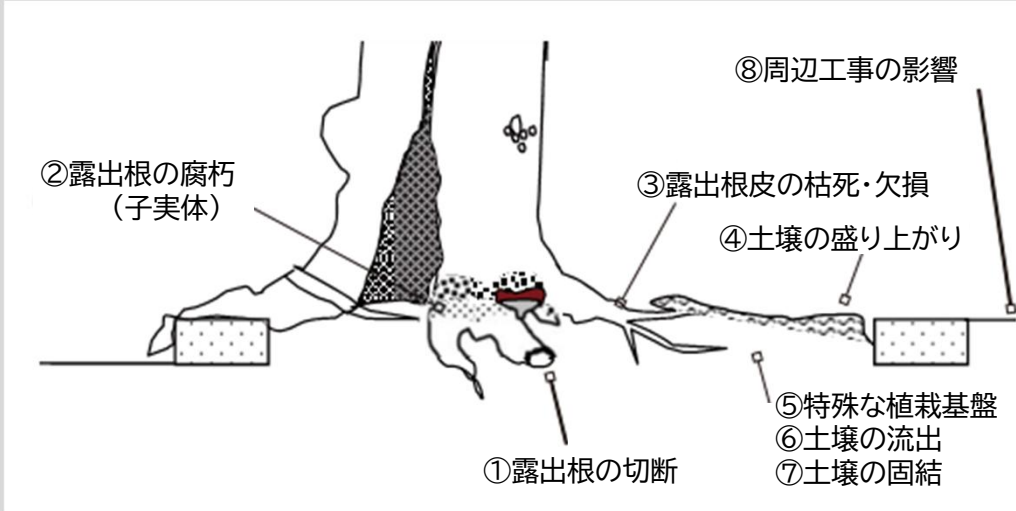 ⑧周辺工事の影響
②露出根の腐朽
（子実体）
③露出根皮の枯死・欠損
④土壌の盛り上がり
⑤特殊な植栽基盤
⑥土壌の流出
⑦土壌の固結
①露出根の切断